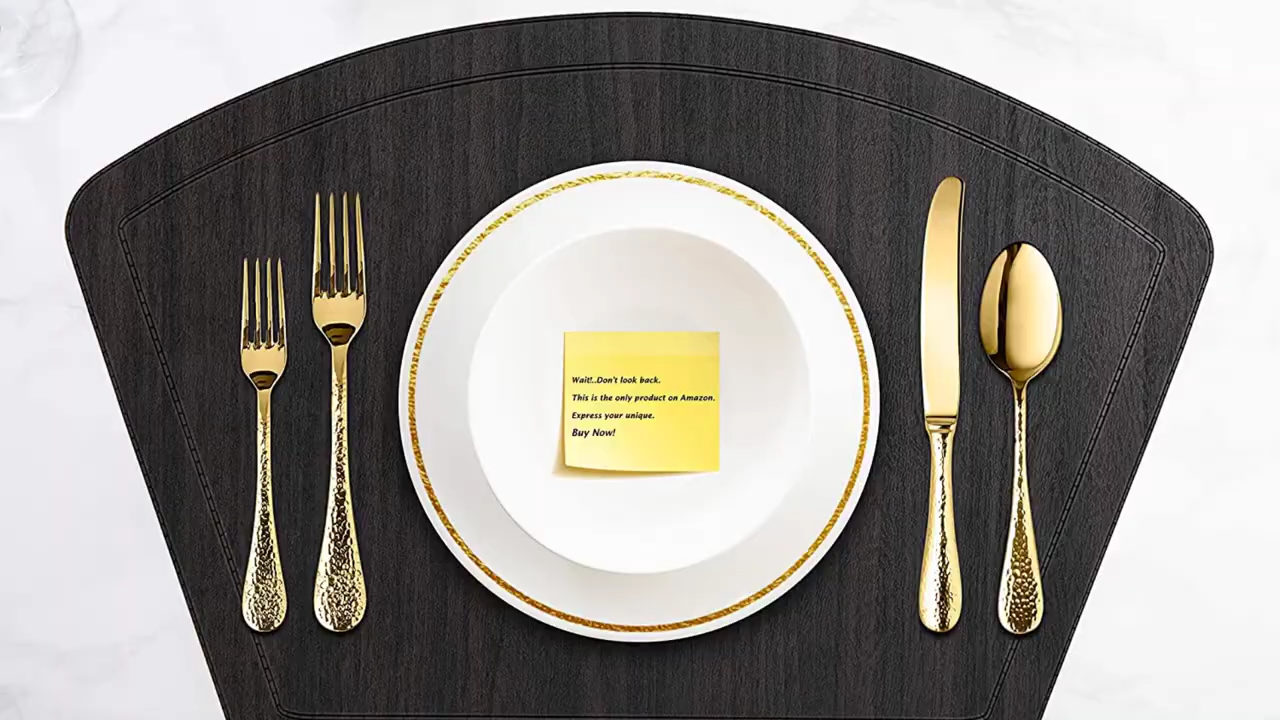 Wait!..Don't look back.
This is the only product on Amazon.
Express your unique.
Buy Now!